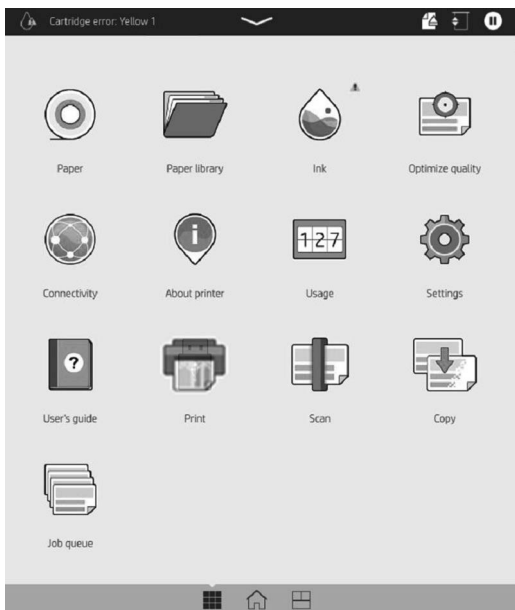 Cartridge error: Yellow 1
Paper
Paper library
Ink
Optimize quality
Connectivity
i
About printer
127
Usage
Settings
?
User's guide
Print
Scan
Copy
Job queue